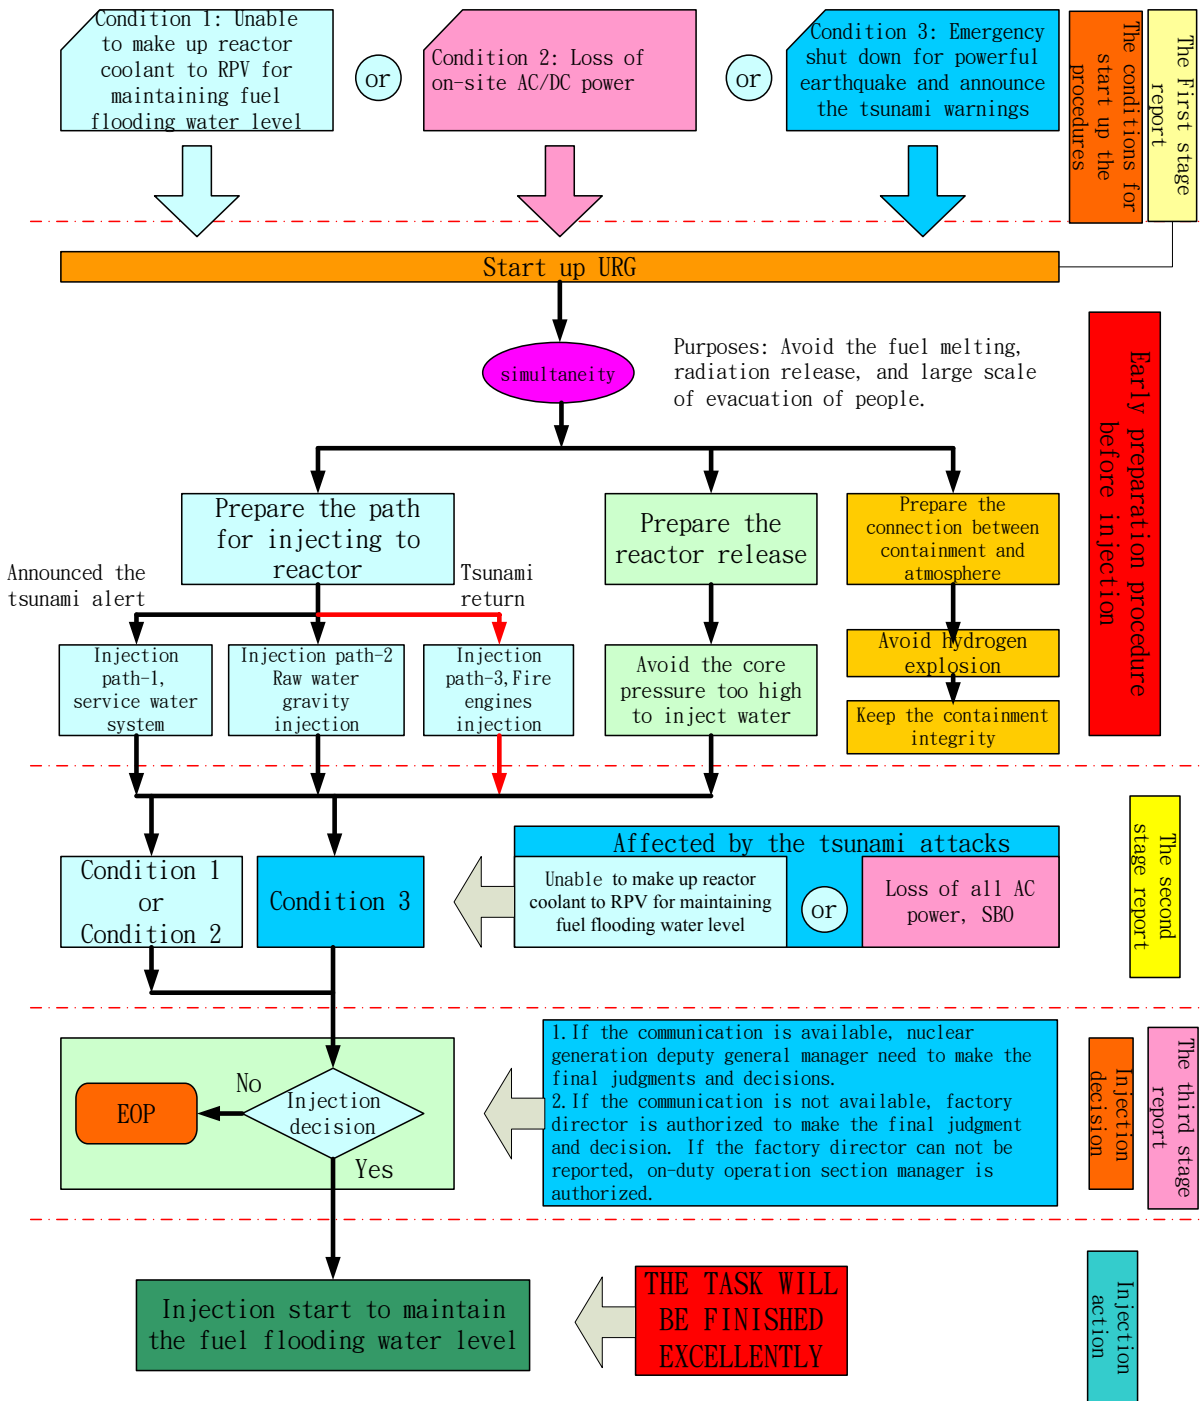 Condition 1: Unable
to make up reactor
coolant to RPV for
maintaining fuel
flooding water level
or
Condition 2: Loss of
on-site AC/DC power
or
Condition 3: Emergency
shut down for powerful
earthquake and announce
the tsunami warnings
The conditions for
start up the
procedures
The First stage
report
Start up URG
simultaneity
Purposes: Avoid the fuel melting,
radiation release, and large scale
of evacuation of people.
Early preparation procedure
before injection
Prepare the path
for injecting to
reactor
Prepare the
reactor release
Prepare the
connection between
containment and
atmosphere
Announced the
tsunami alert
Tsunami
return
Injection
path-1,
service water
system
Injection path-2
Raw water
gravity
injection
Injection
path-3,Fire
engines
injection
Avoid the core
pressure too high
to inject water
Avoid hydrogen
explosion
Keep the containment
integrity
The second
stage report
Condition 1
or
Condition 2
Condition 3
Affected by the tsunami attacks
Unable to make up reactor
coolant to RPV for maintaining
fuel flooding water level
or
Loss of all AC
power, SBO
EOP
No
Injection
decision
Yes
1.If the communication is available, nuclear
generation deputy general manager need to make the
final judgments and decisions.
2.If the communication is not available, factory
director is authorized to make the final judgment
and decision. If the factory director can not be
reported, on-duty operation section manager is
authorized.
Injection
decision
The third stage
report
Injection start to maintain
the fuel flooding water level
THE TASK WILL
BE FINISHED
EXCELLENTLY
Injection
action